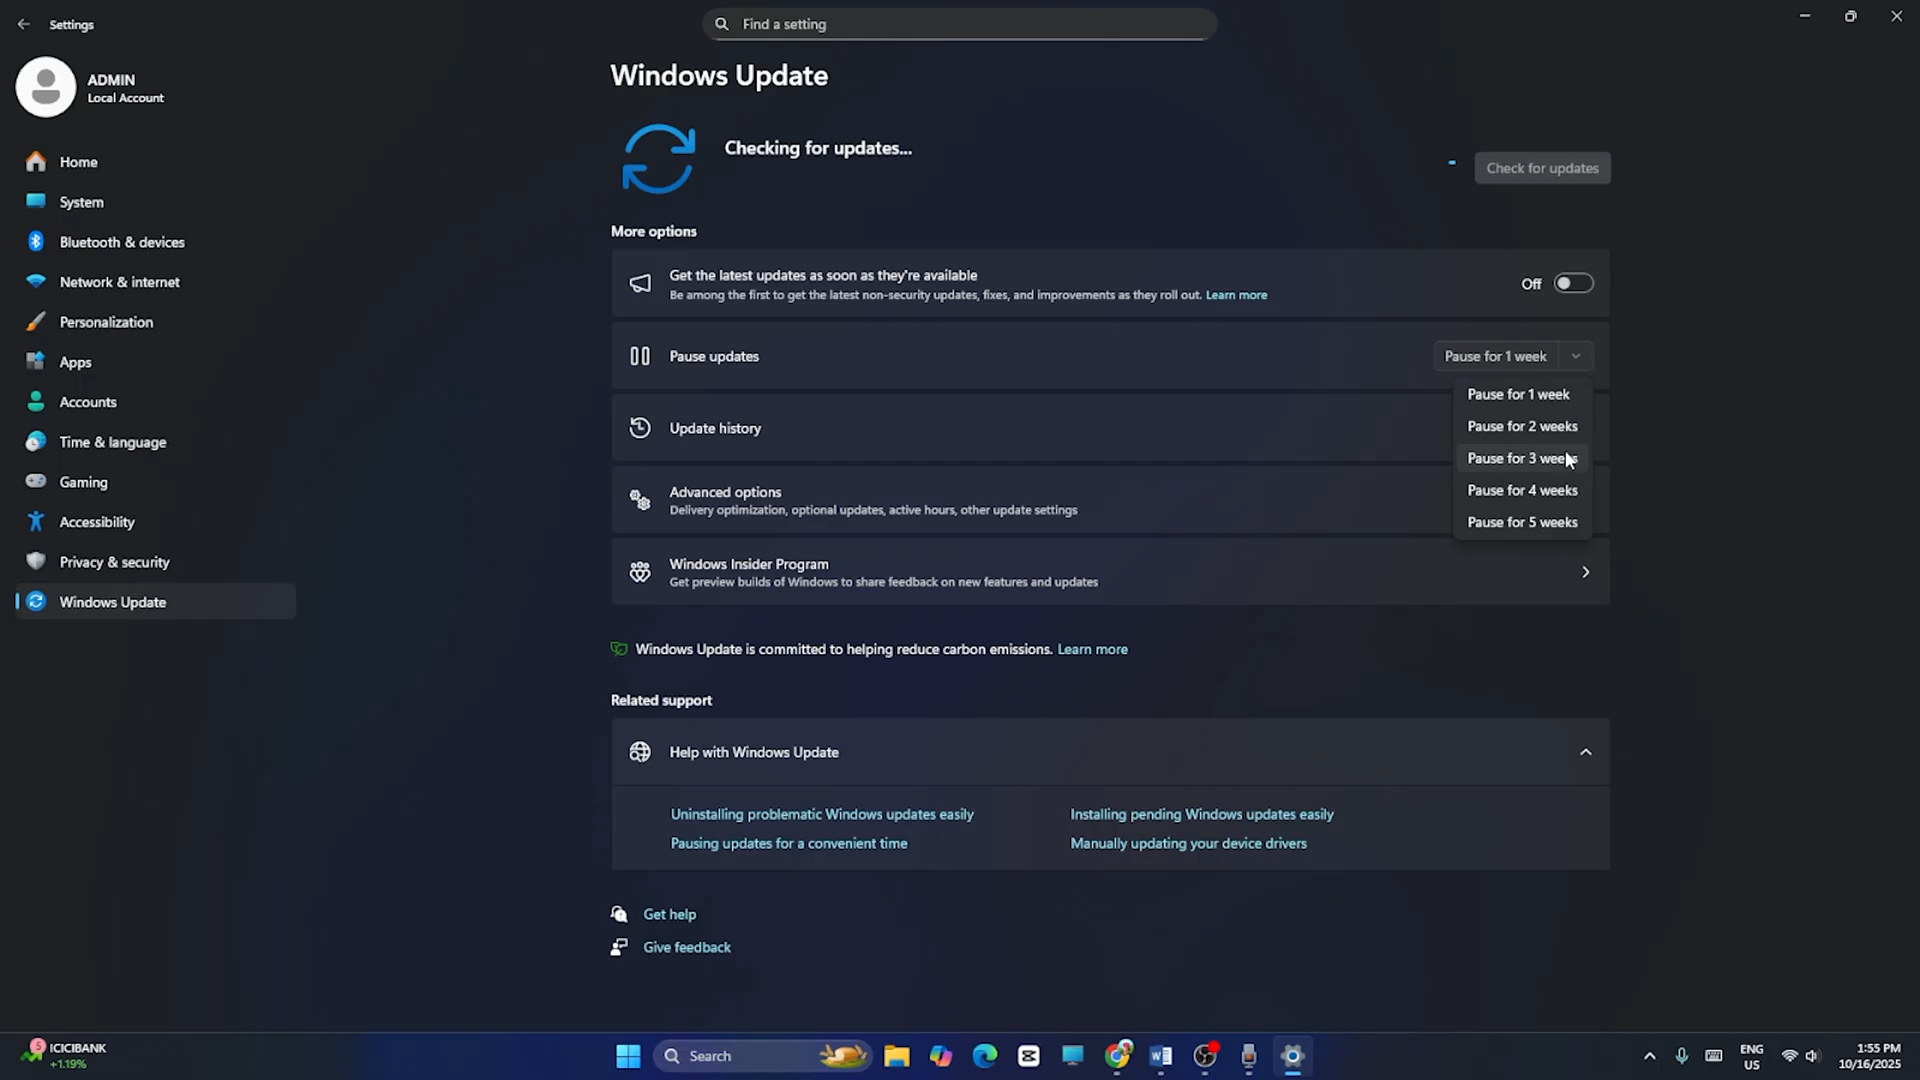 Settings
Find a setting
ADMIN
Local Account
Home
System
Bluetooth & devices
Network & internet
Personalization
Apps
Accounts
Time & language
Gaming
Accessibility
Privacy & security
Windows Update
Windows Update
Checking for updates...
Check for updates
More options
Get the latest updates as soon as they're available
Be among the first to get the latest non-security updates, fixes, and improvements as they roll out. Learn more
Off
Pause updates
Pause for 1 week
Pause for 1 week
Pause for 2 weeks
Pause for 3 weeks
Pause for 4 weeks
Pause for 5 weeks
Update history
Advanced options
Delivery optimization, optional updates, active hours, other update settings
Windows Insider Program
Get preview builds of Windows to share feedback on new features and updates
Windows Update is committed to helping reduce carbon emissions. Learn more
Related support
Help with Windows Update
Uninstalling problematic Windows updates easily
Installing pending Windows updates easily
Pausing updates for a convenient time
Manually updating your device drivers
Get help
Give feedback
5
ICICIBANK
+1.19%
Search
ENG
US
1:55 PM
10/16/2025